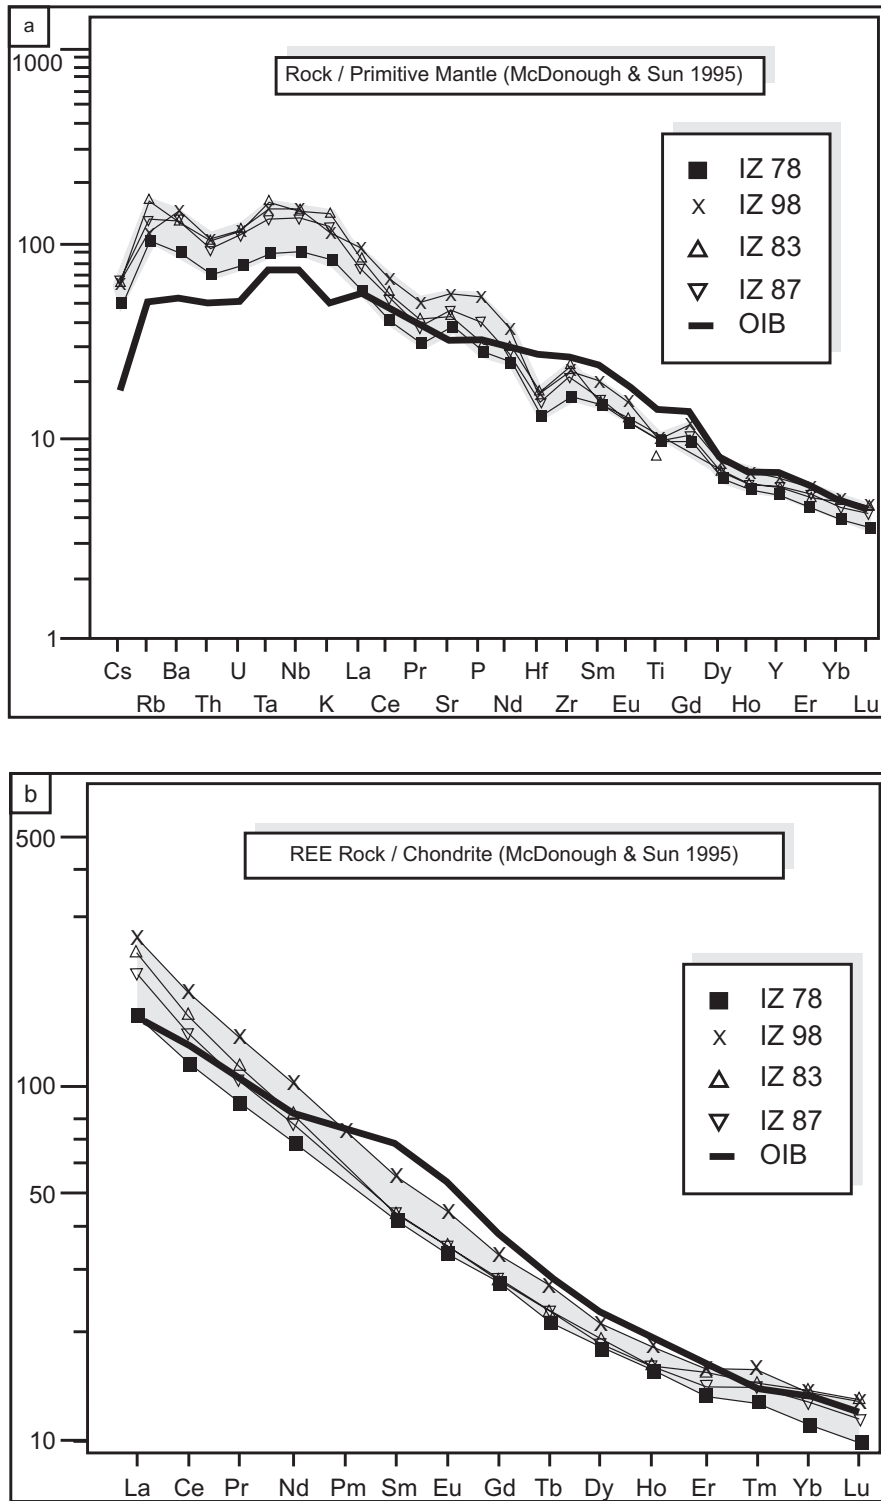 a
Rock / Primitive Mantle (McDonough & Sun 1995)
1000
100
10
1
IZ 78
IZ 98
IZ 83
IZ 87
OIB
Cs Ba U Nb La Pr P Hf Sm Ti Dy Y Yb
Rb Th Ta K Ce Sr Nd Zr Eu Gd Ho Er Lu
b
REE Rock / Chondrite (McDonough & Sun 1995)
500
100
50
10
IZ 78
IZ 98
IZ 83
IZ 87
OIB
La Ce Pr Nd Pm Sm Eu Gd Tb Dy Ho Er Tm Yb Lu